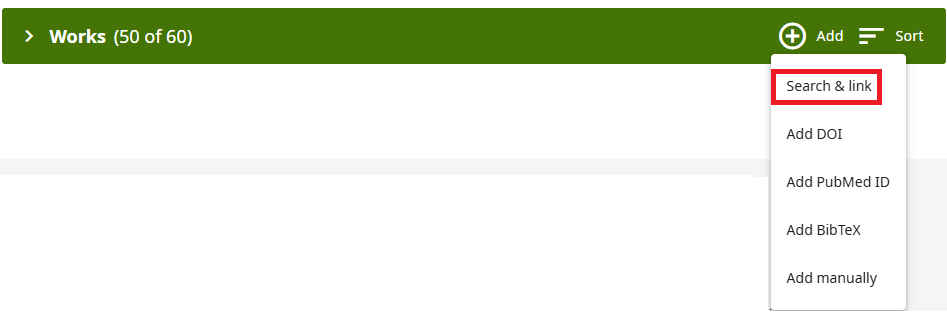 Works (50 of 60) Add Sort
Search & link
Add DOI
Add PubMed ID
Add BibTeX
Add manually